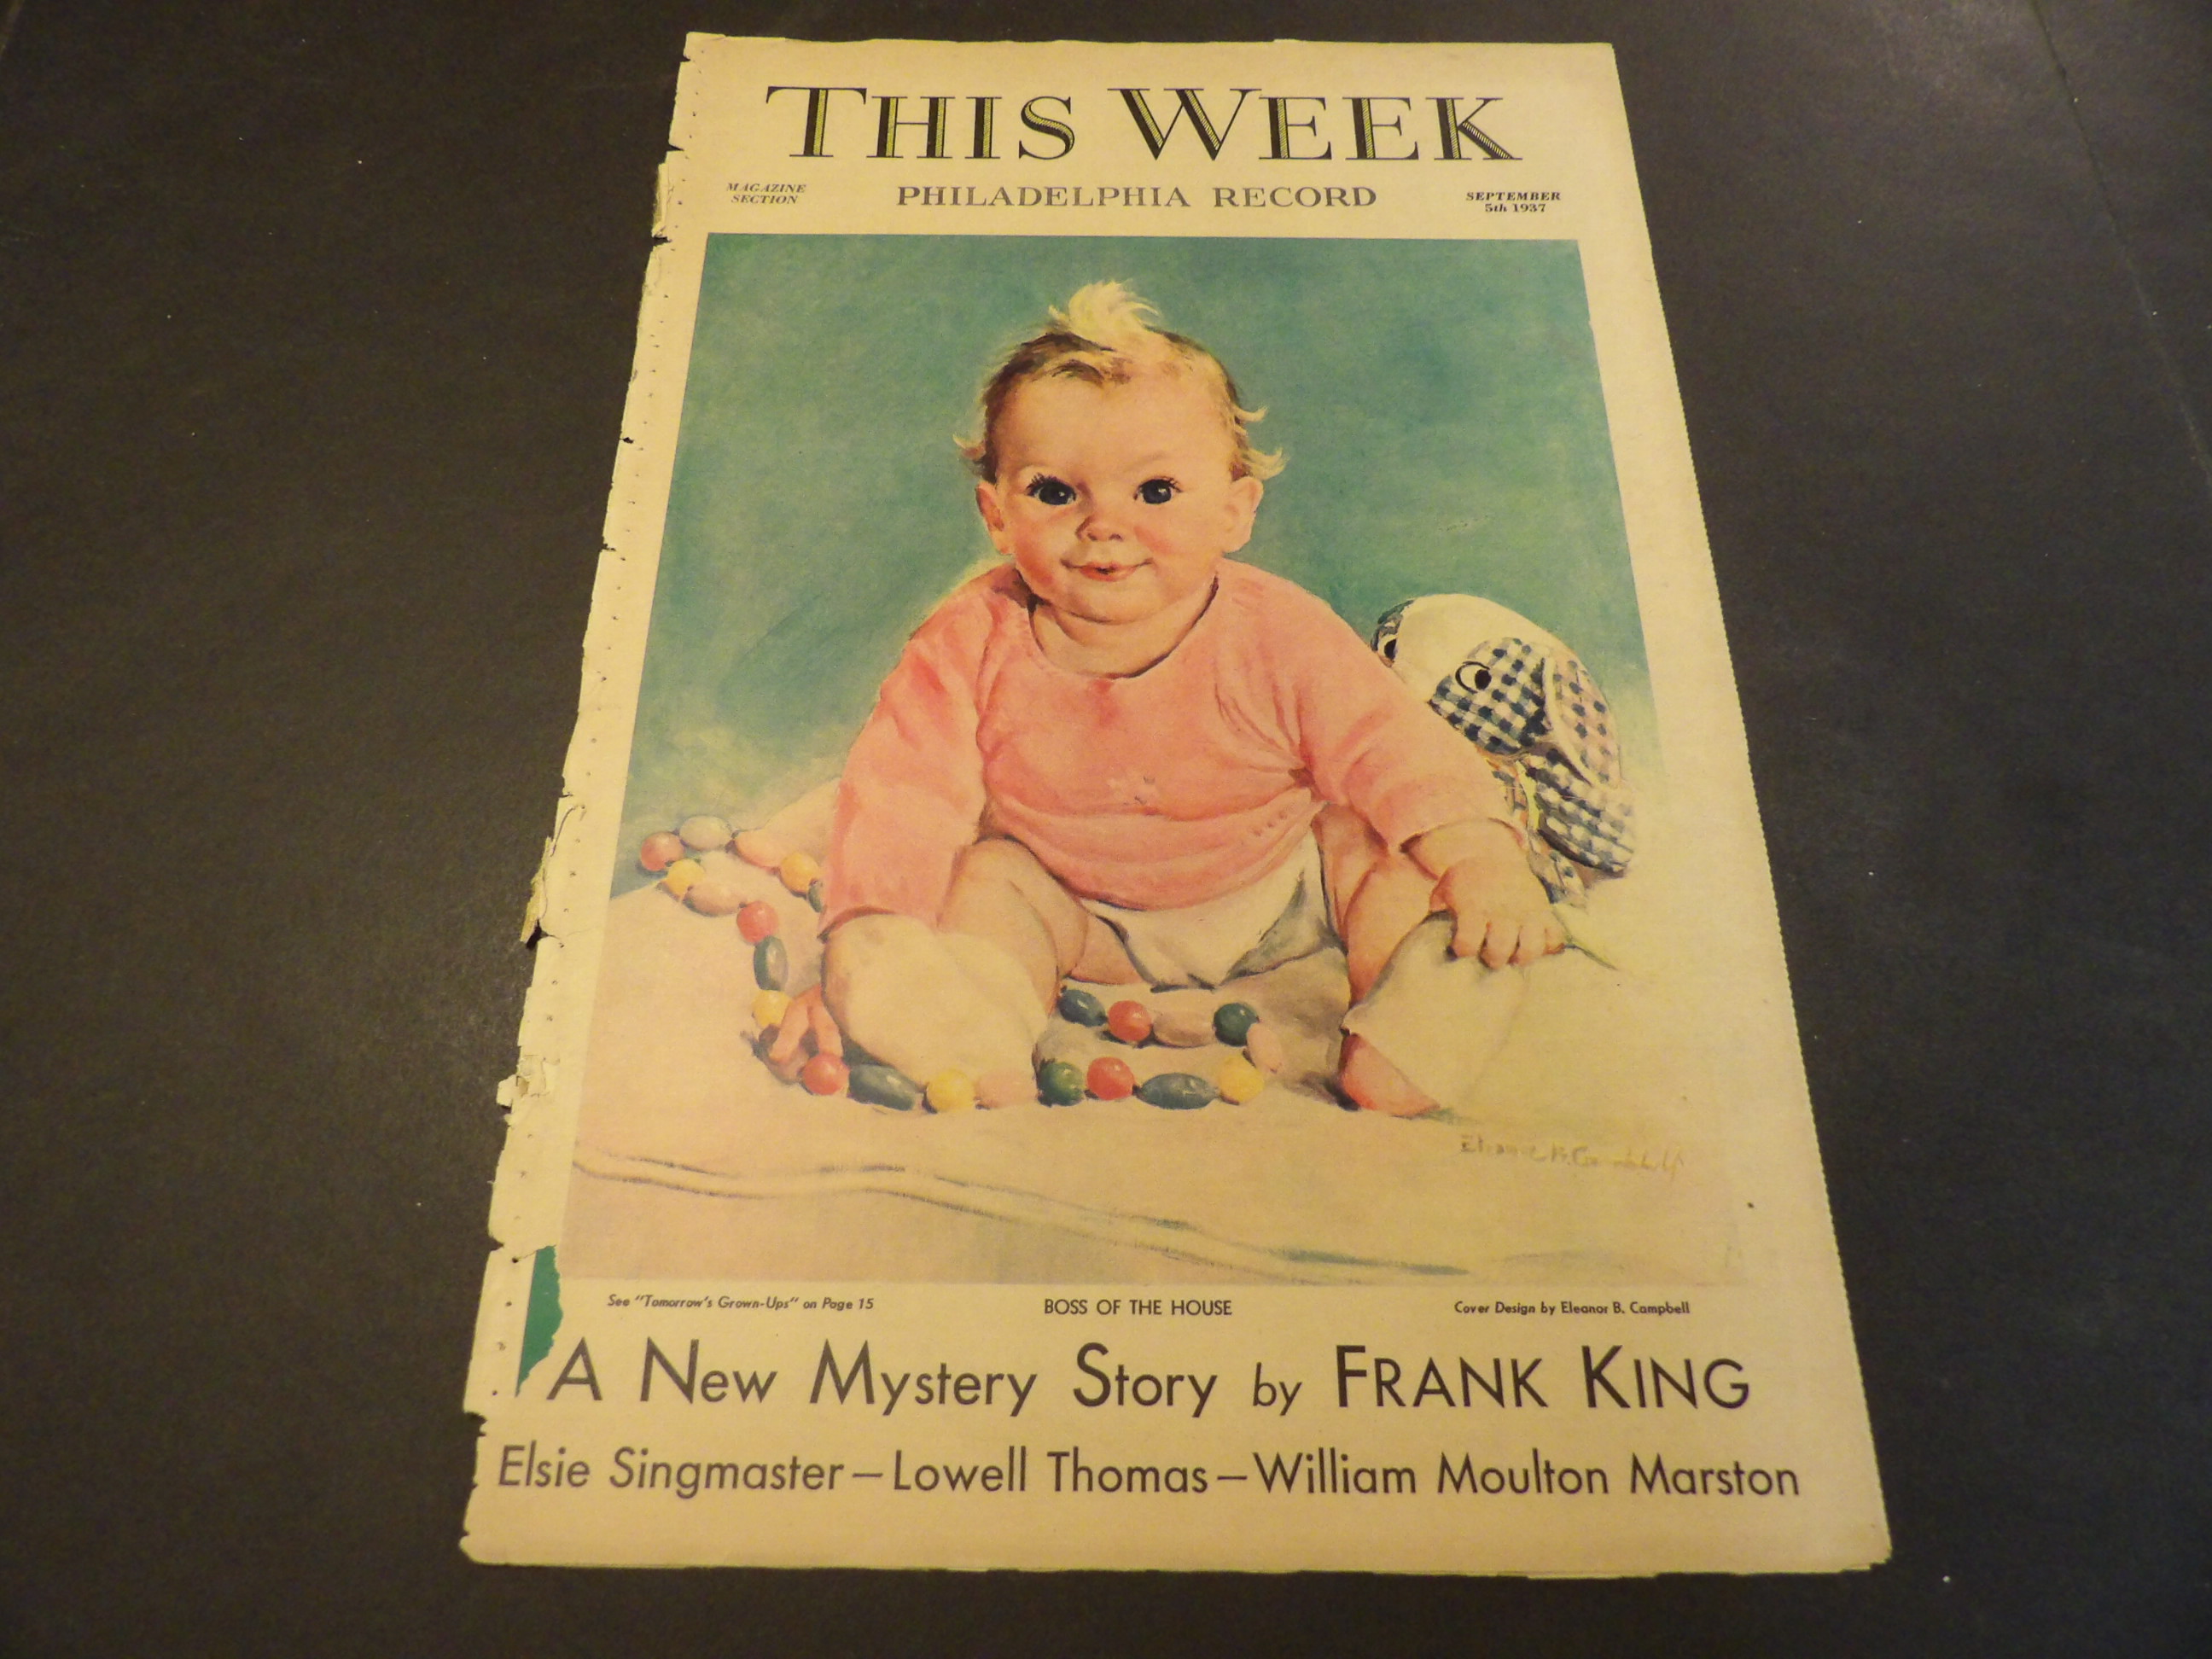 THIS WEEK
MAGAZINE
SECTION
PHILADELPHIA RECORD
SEPTEMBER
5th 1937
Eleanor B. Campbell
See "Tomorrow's Grown-Ups" on Page 15
BOSS OF THE HOUSE
Cover Design by Eleanor B. Campbell
A New Mystery Story by FRANK KING
Elsie Singmaster — Lowell Thomas — William Moulton Marston